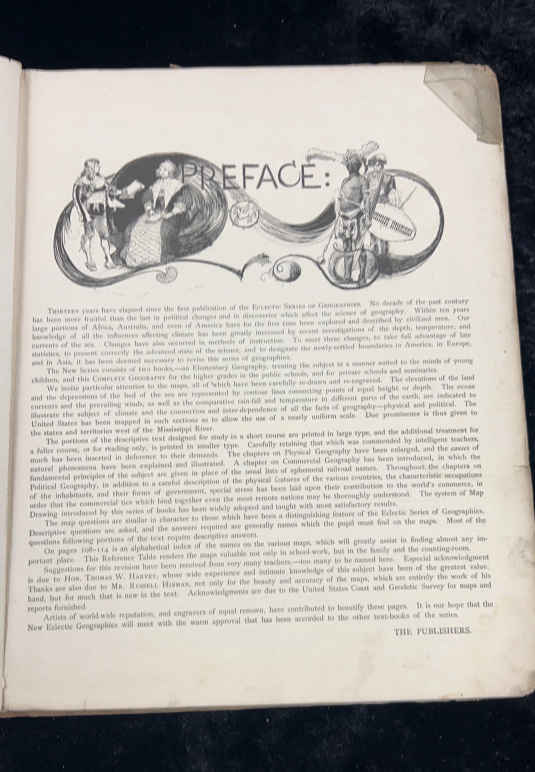 PREFACE:
THIRTEEN years have elapsed since the first publication of the ECLECTIC SERIES OF GEOGRAPHIES. No decade of the past century
has been more fruitful than the last in political changes and in discoveries which affect the science of geography. Within ten years
large portions of Africa, Australia, and even of America have for the first time been explored and described by civilized men. Our
knowledge of all the influences affecting climate has been greatly increased by recent investigations of the depth, temperature, and
currents of the sea. Changes have also occurred in methods of instruction. To meet these changes, to take full advantage of late
statistics, to present correctly the advanced state of the science, and to designate the newly-settled boundaries in America, in Europe,
and in Asia, it has been deemed necessary to revise this series of geographies.
The New Series consists of two books,—an Elementary Geography, treating the subject in a manner suited to the minds of young
children, and this COMPLETE GEOGRAPHY for the higher grades in the public schools, and for private schools and seminaries.
We invite particular attention to the maps, all of which have been carefully re-drawn and re-engraved. The elevations of the land
and the depressions of the bed of the sea are represented by contour lines connecting points of equal height or depth. The ocean
currents and the prevailing winds, as well as the comparative rain-fall and temperature in different parts of the earth, are indicated to
illustrate the subject of climate and the connection and inter-dependence of all the facts of geography—physical and political. The
United States has been mapped in such sections as to allow the use of a nearly uniform scale. Due prominence is thus given to
the states and territories west of the Mississippi River.
The portions of the descriptive text designed for study in a short course are printed in large type, and the additional treatment for
a fuller course, or for reading only, is printed in smaller type. Carefully retaining that which was commended by intelligent teachers,
much has been inserted in deference to their demands. The chapters on Physical Geography have been enlarged, and the causes of
natural phenomena have been explained and illustrated. A chapter on Commercial Geography has been introduced, in which the
fundamental principles of the subject are given in place of the usual lists of ephemeral railroad names. Throughout the chapters on
Political Geography, in addition to a careful description of the physical features of the various countries, the characteristic occupations
of the inhabitants, and their forms of government, special stress has been laid upon their contribution to the world's commerce, in
order that the commercial ties which bind together even the most remote nations may be thoroughly understood. The system of Map
Drawing introduced by this series of books has been widely adopted and taught with most satisfactory results.
The map questions are similar in character to those which have been a distinguishing feature of the Eclectic Series of Geographies.
Descriptive questions are asked, and the answers required are generally names which the pupil must find on the maps. Most of the
questions following portions of the text require descriptive answers.
On pages 108-114 is an alphabetical index of the names on the various maps, which will greatly assist in finding almost any im-
portant place. This Reference Table renders the maps valuable not only in school-work, but in the family and the counting-room.
Suggestions for this revision have been received from very many teachers,—too many to be named here. Especial acknowledgment
is due to HON. THOMAS W. HARVEY, whose wide experience and intimate knowledge of this subject have been of the greatest value.
Thanks are also due to MR. RUSSELL HINMAN, not only for the beauty and accuracy of the maps, which are entirely the work of his
hand, but for much that is new in the text. Acknowledgments are due to the United States Coast and Geodetic Survey for maps and
reports furnished.
Artists of world-wide reputation, and engravers of equal renown, have contributed to beautify these pages. It is our hope that the
New Eclectic Geographies will meet with the warm approval that has been accorded to the other text-books of the series.
THE PUBLISHERS.